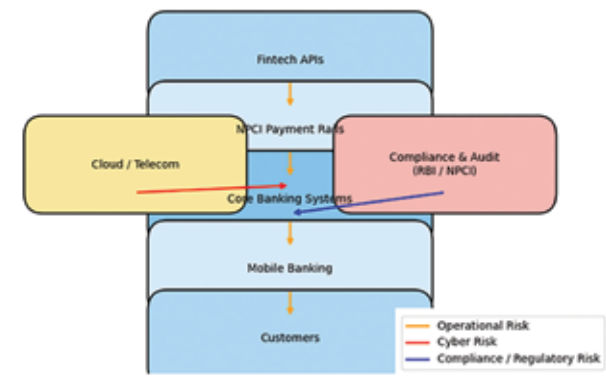 Fintech APIs
NPCI Payment Rails
Cloud / Telecom
Compliance & Audit
(RBI / NPCI)
Core Banking Systems
Mobile Banking
Customers
Operational Risk
Cyber Risk
Compliance / Regulatory Risk